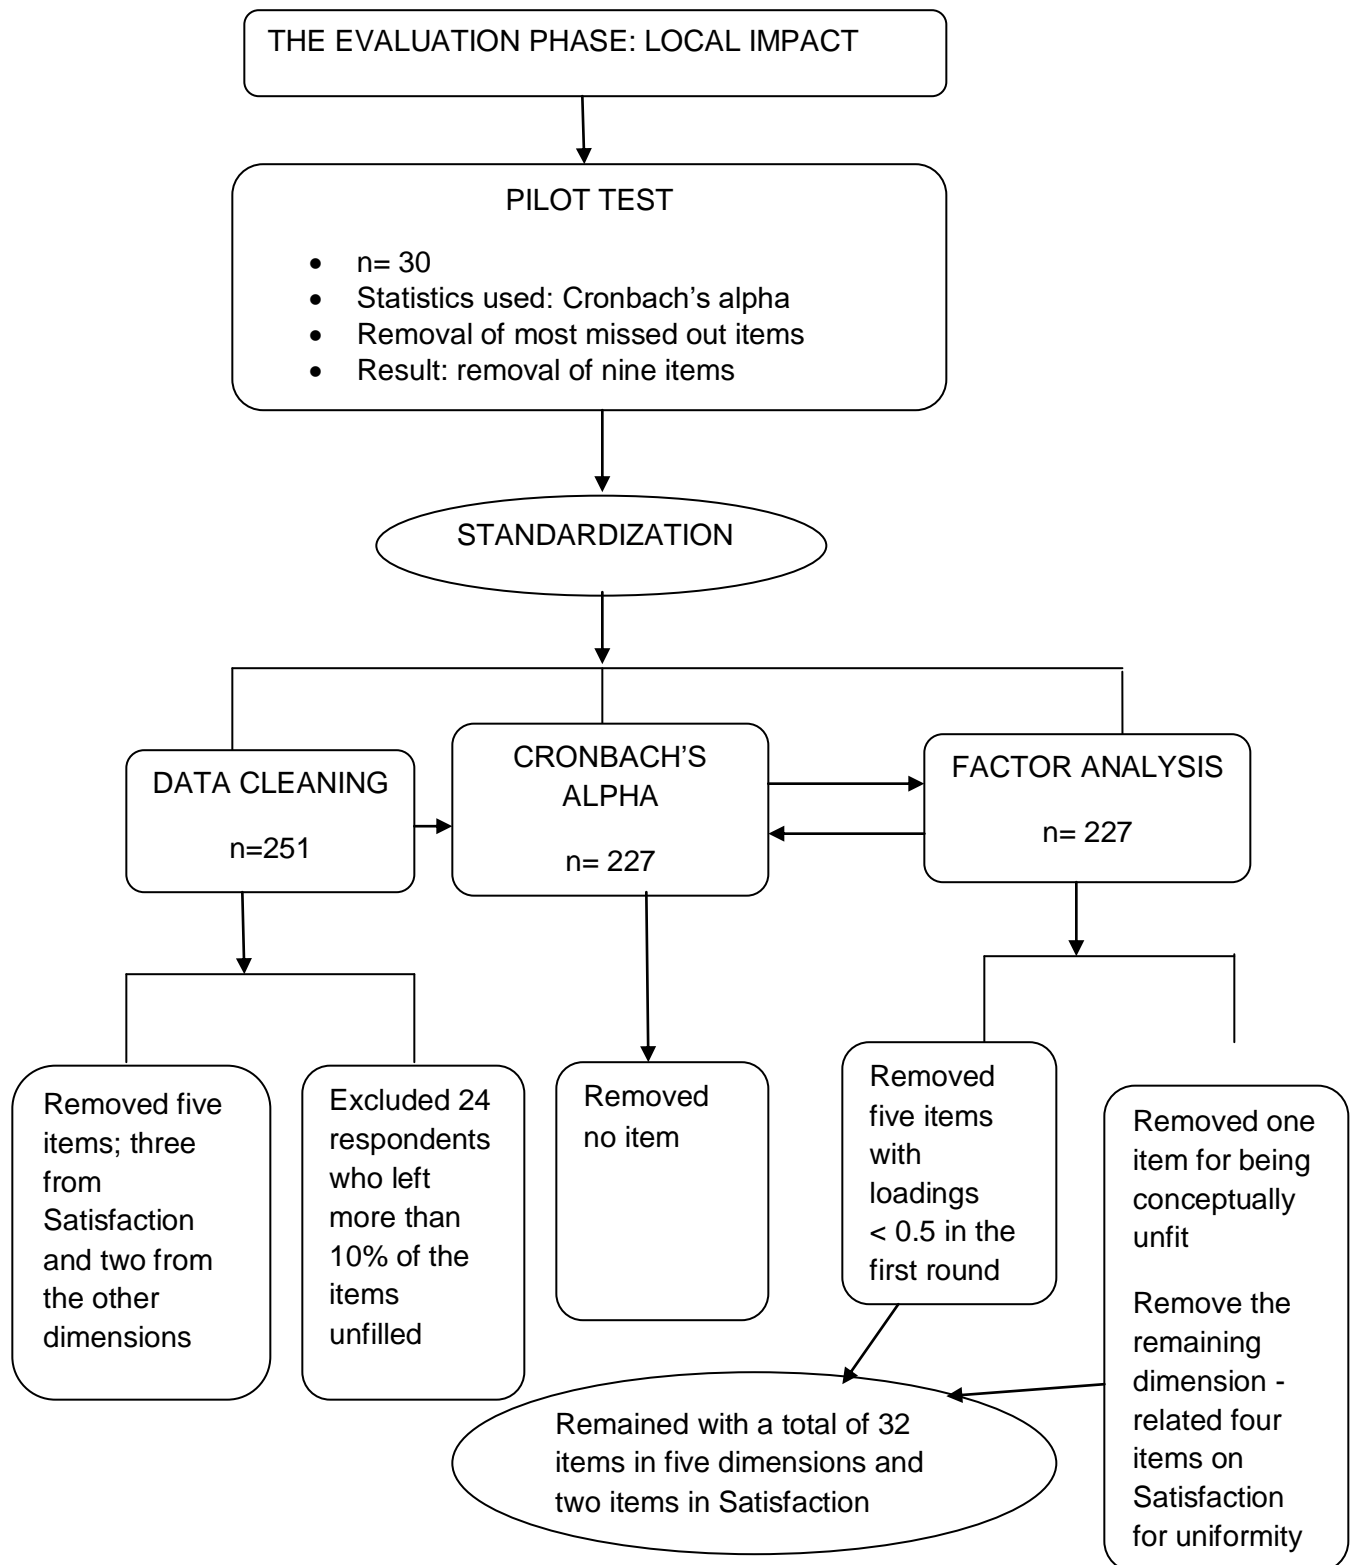 THE EVALUATION PHASE: LOCAL IMPACT
PILOT TEST
• n= 30
• Statistics used: Cronbach’s alpha
• Removal of most missed out items
• Result: removal of nine items
STANDARDIZATION
DATA CLEANING
n=251
CRONBACH’S
ALPHA
n= 227
FACTOR ANALYSIS
n= 227
Removed five
items; three
from
Satisfaction
and two from
the other
dimensions
Excluded 24
respondents
who left
more than
10% of the
items
unfilled
Removed
no item
Removed
five items
with
loadings
< 0.5 in the
first round
Removed one
item for being
conceptually
unfit
Remove the
remaining
dimension -
related four
items on
Satisfaction
for uniformity
Remained with a total of 32
items in five dimensions and
two items in Satisfaction